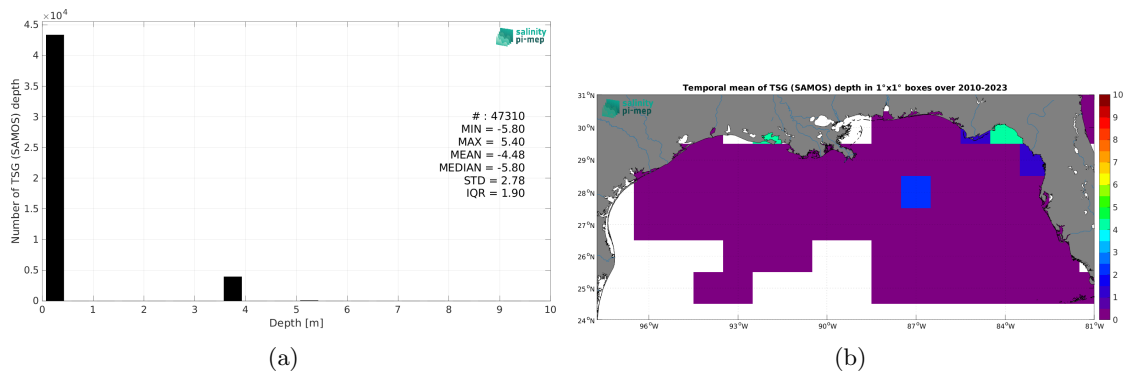 ×10⁴
4.5
4
3.5
3
2.5
2
1.5
1
0.5
0
Number of TSG (SAMOS) depth
salinity
pi-mep
# : 47310
MIN = -5.80
MAX = 5.40
MEAN = -4.48
MEDIAN = -5.80
STD = 2.78
IQR = 1.90
0 1 2 3 4 5 6 7 8 9 10
Depth [m]
(a)
Temporal mean of TSG (SAMOS) depth in 1°x1° boxes over 2010-2023
salinity
pi-mep
31°N
30°N
29°N
28°N
27°N
26°N
25°N
24°N
96°W 93°W 90°W 87°W 84°W 81°W
10
9
8
7
6
5
4
3
2
1
0
(b)